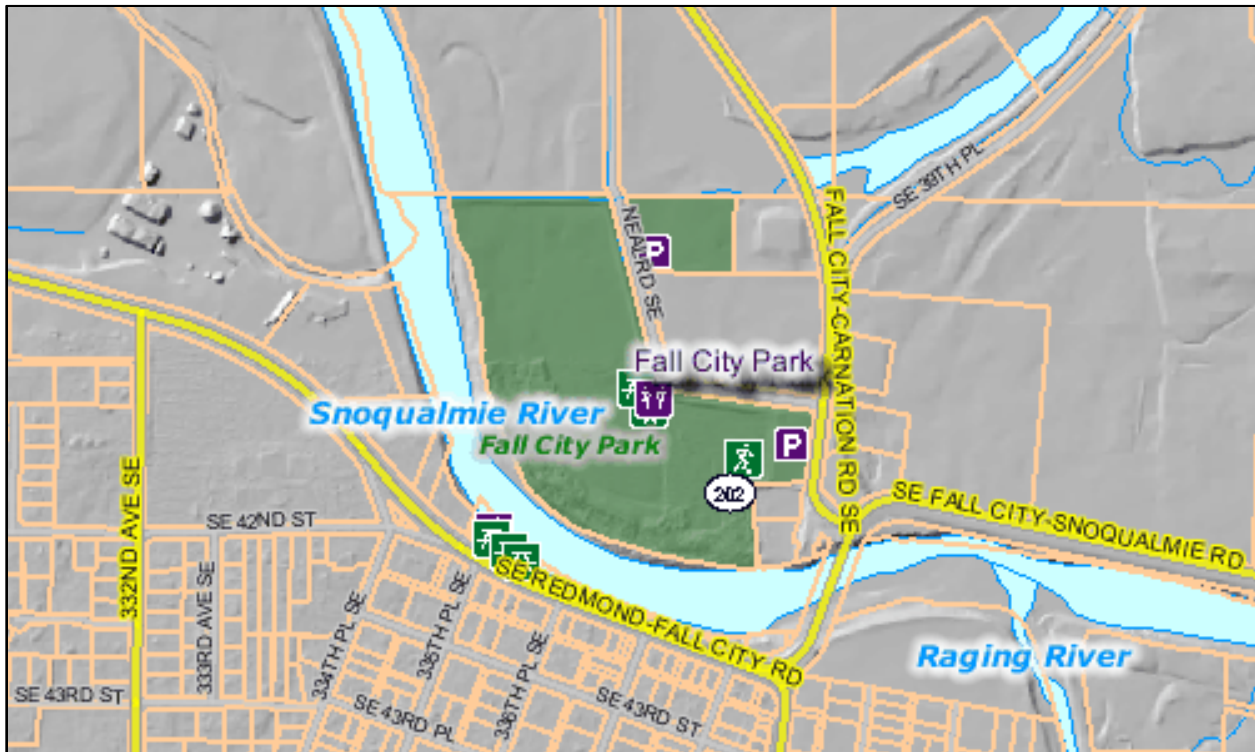 SE 39TH PL
NEAL RD SE
P
FALL CITY-CARNATION RD SE
Fall City Park
Snoqualmie River
Fall City Park
P
202
332ND AVE SE
SE 42ND ST
SE FALL CITY-SNOQUALMIE RD
333RD AVE SE
SE REDMOND-FALL CITY RD
334TH PL SE
335TH PL SE
336TH PL SE
Raging River
SE 43RD ST
SE 43RD PL
SE 43RD ST